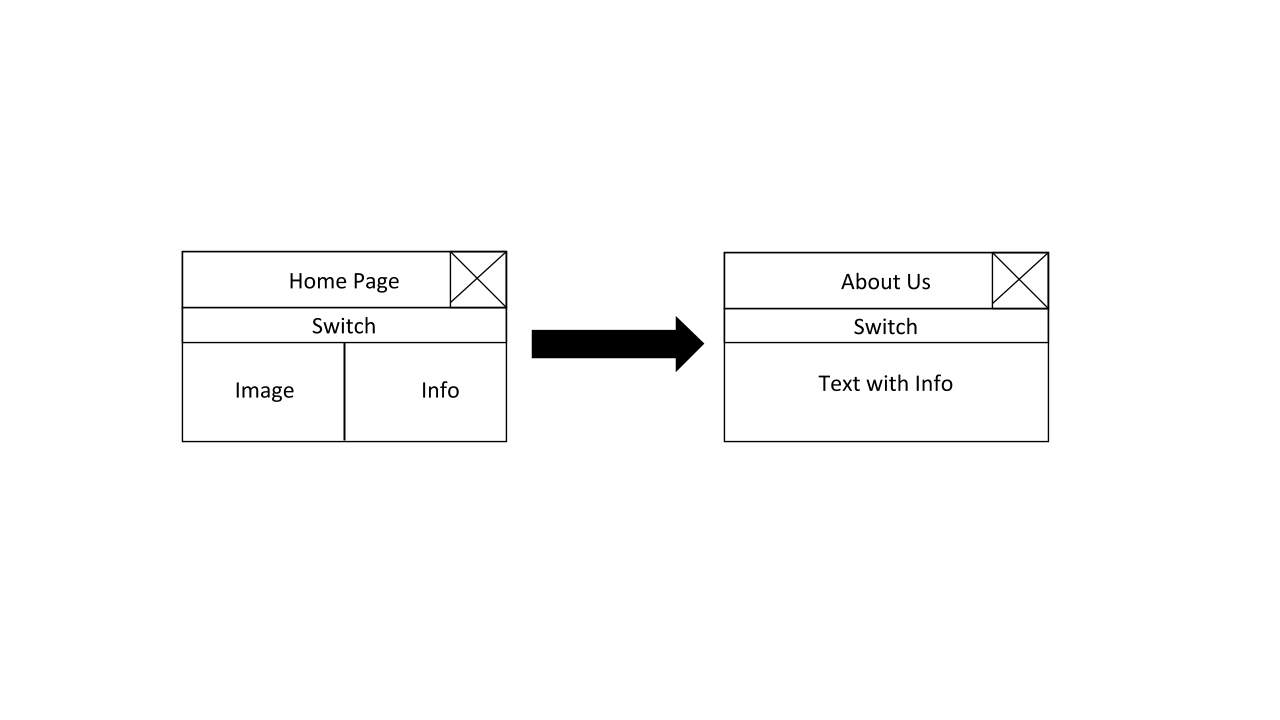 Home Page
Switch
Image
Info
About Us
Switch
Text with Info